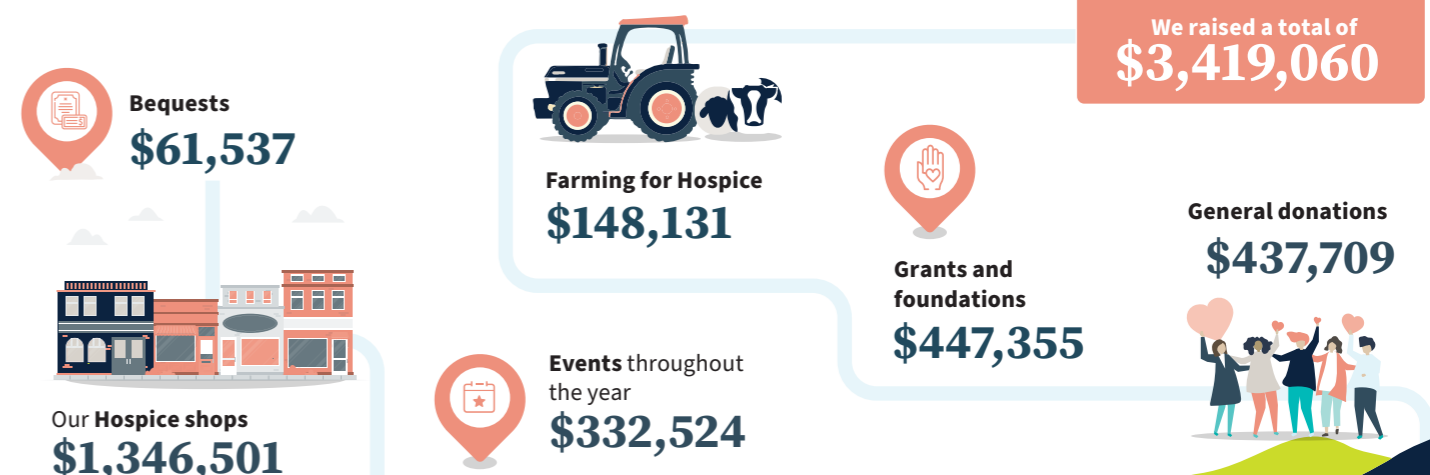 We raised a total of
$3,419,060
Bequests
$61,537
Farming for Hospice
$148,131
General donations
$437,709
Grants and
foundations
$447,355
Events throughout
the year
$332,524
Our Hospice shops
$1,346,501